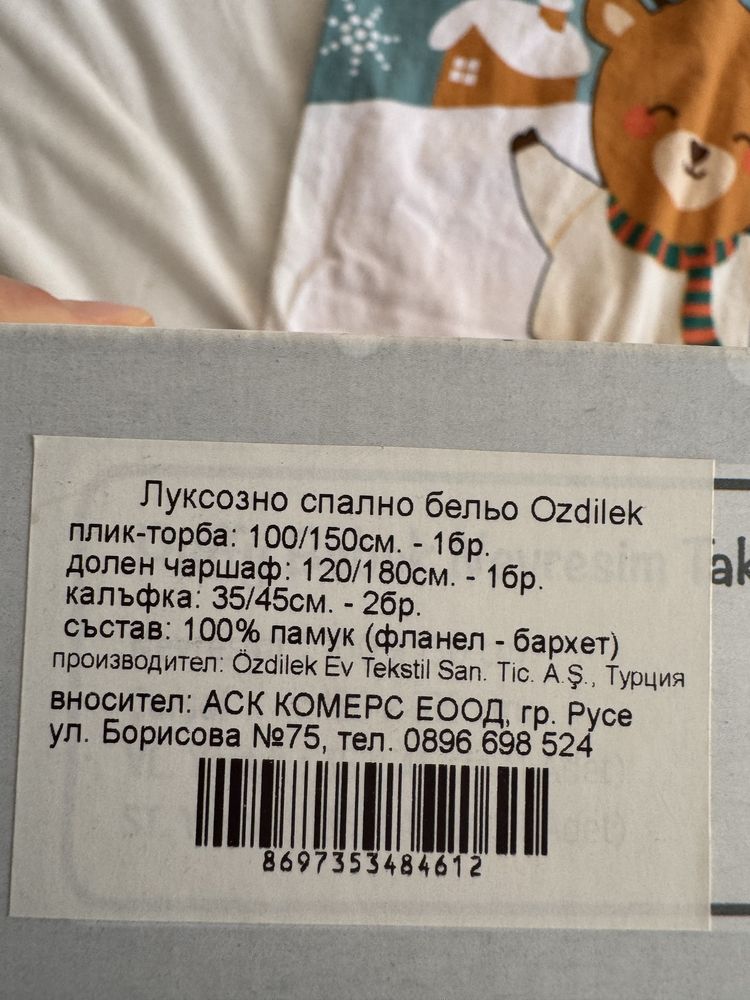 Луксозно спално бельо Ozdilek
плик-торба: 100/150см. - 1бр.
долен чаршаф: 120/180см. - 1бр.
калъфка: 35/45см. - 2бр.
състав: 100% памук (фланел - бархет)
производител: Özdilek Ev Tekstil San. Tic. A.Ş., Турция
вносител: АСК КОМЕРС ЕООД, гр. Русе
ул. Борисова №75, тел. 0896 698 524
8697353484612